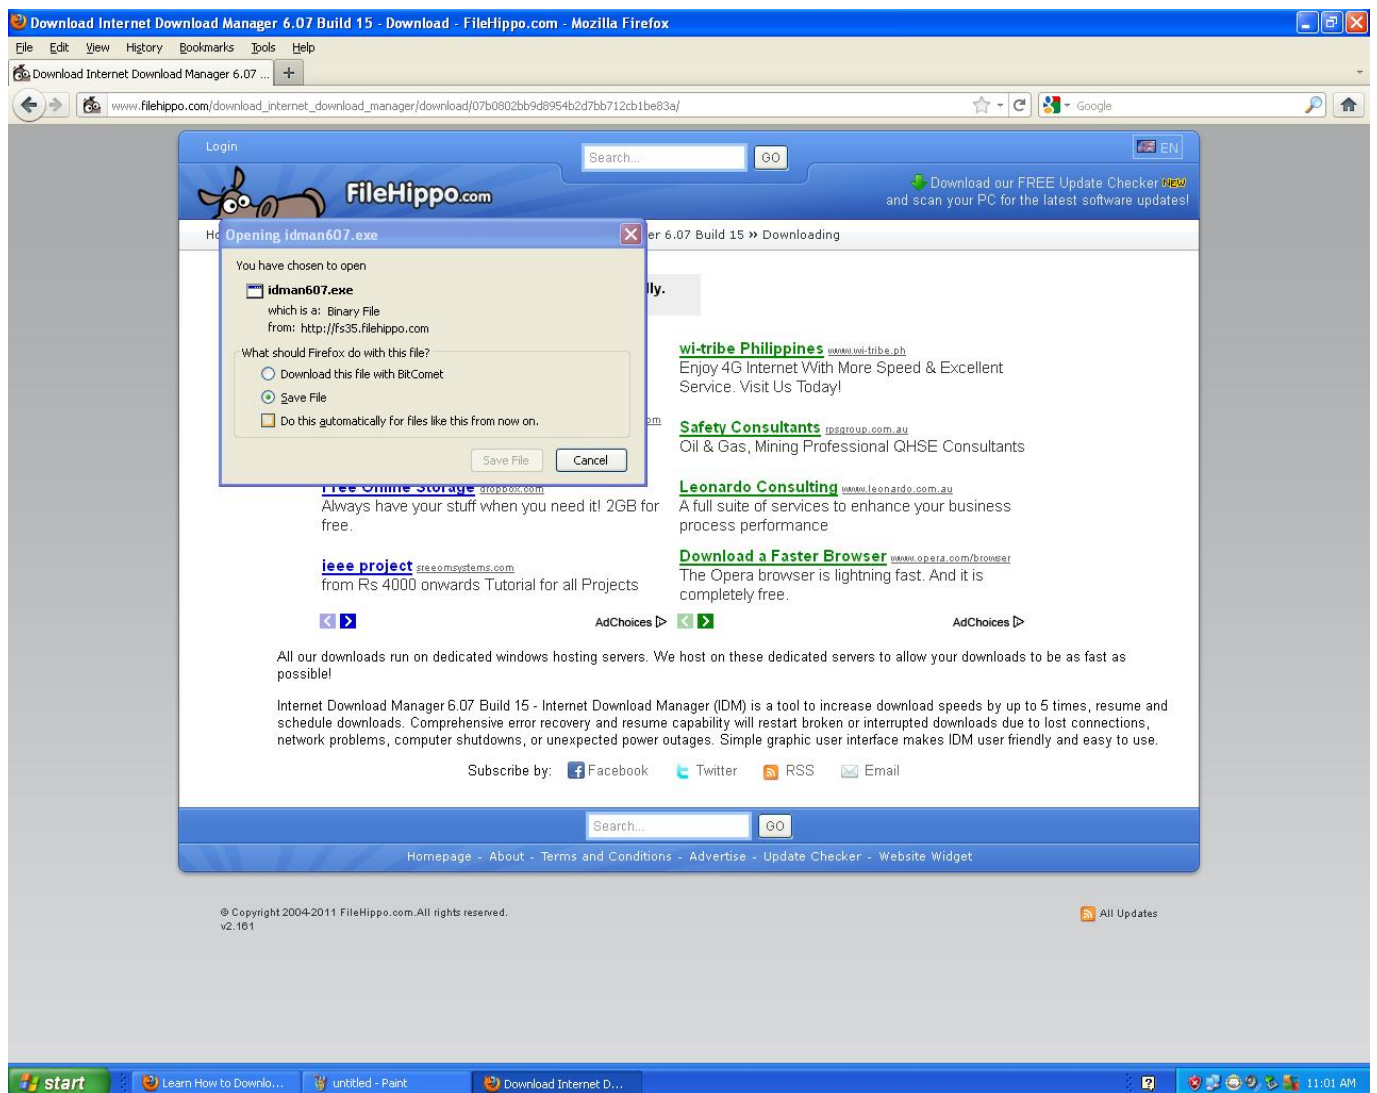 Download Internet Download Manager 6.07 Build 15 - Download - FileHippo.com - Mozilla Firefox
File Edit View History Bookmarks Tools Help
Download Internet Download Manager 6.07 ...
www.filehippo.com/download_internet_download_manager/download/07b0802bb9d8954b2d7bb712cb1be83a/
Google
Login
Search...
GO
EN
FileHippo.com
Download our FREE Update Checker NEW
and scan your PC for the latest software updates!
er 6.07 Build 15 » Downloading
Opening idman607.exe
You have chosen to open
idman607.exe
which is a: Binary File
from: http://fs35.filehippo.com
What should Firefox do with this file?
Download this file with BitComet
Save File
Do this automatically for files like this from now on.
Save File
Cancel
lly.
wi-tribe Philippines www.wi-tribe.ph
Enjoy 4G Internet With More Speed & Excellent
Service. Visit Us Today!
Safety Consultants rpsgroup.com.au
Oil & Gas, Mining Professional QHSE Consultants
Free Online Storage dropbox.com
Always have your stuff when you need it! 2GB for
free.
Leonardo Consulting www.leonardo.com.au
A full suite of services to enhance your business
process performance
ieee project sreeomsystems.com
from Rs 4000 onwards Tutorial for all Projects
Download a Faster Browser www.opera.com/browser
The Opera browser is lightning fast. And it is
completely free.
AdChoices
AdChoices
All our downloads run on dedicated windows hosting servers. We host on these dedicated servers to allow your downloads to be as fast as
possible!
Internet Download Manager 6.07 Build 15 - Internet Download Manager (IDM) is a tool to increase download speeds by up to 5 times, resume and
schedule downloads. Comprehensive error recovery and resume capability will restart broken or interrupted downloads due to lost connections,
network problems, computer shutdowns, or unexpected power outages. Simple graphic user interface makes IDM user friendly and easy to use.
Subscribe by: Facebook Twitter RSS Email
Search...
GO
Homepage - About - Terms and Conditions - Advertise - Update Checker - Website Widget
© Copyright 2004-2011 FileHippo.com.All rights reserved.
v2.161
All Updates
start
Learn How to Downlo...
untitled - Paint
Download Internet D...
11:01 AM